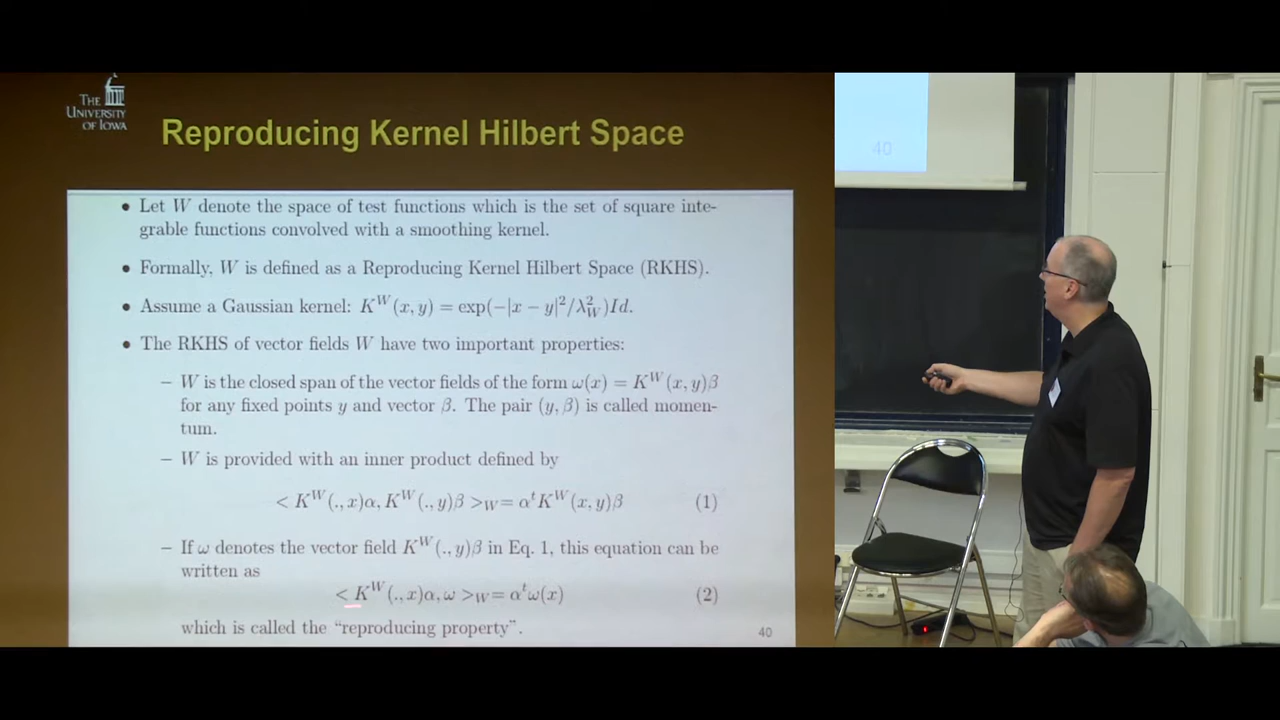 THE
UNIVERSITY
OF IOWA
Reproducing Kernel Hilbert Space
• Let W denote the space of test functions which is the set of square inte-
grable functions convolved with a smoothing kernel.
• Formally, W is defined as a Reproducing Kernel Hilbert Space (RKHS).
• Assume a Gaussian kernel: K^W(x, y) = exp(−|x − y|²/λ²_W)Id.
• The RKHS of vector fields W have two important properties:
– W is the closed span of the vector fields of the form ω(x) = K^W(x, y)β
for any fixed points y and vector β. The pair (y, β) is called momen-
tum.
– W is provided with an inner product defined by
< K^W(., x)α, K^W(., y)β >_W= α^t K^W(x, y)β (1)
– If ω denotes the vector field K^W(., y)β in Eq. 1, this equation can be
written as
< K^W(., x)α, ω >_W= α^t ω(x) (2)
which is called the “reproducing property”.
40
40